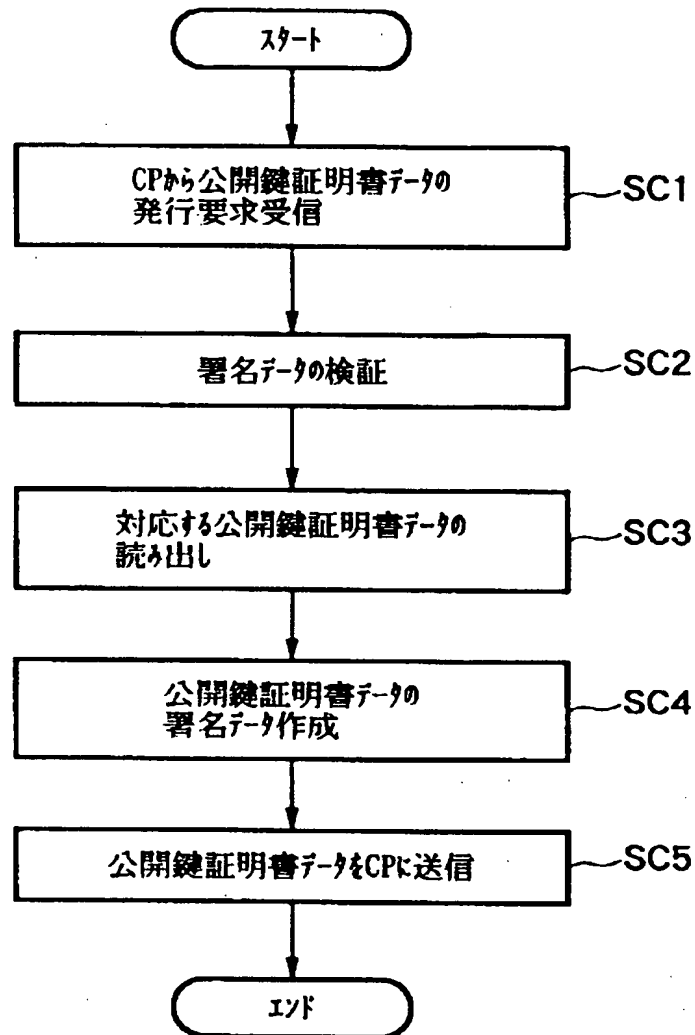 スタート
CPから公開鍵証明書データの
発行要求受信
SC1
署名データの検証
SC2
対応する公開鍵証明書データの
読み出し
SC3
公開鍵証明書データの
署名データ作成
SC4
公開鍵証明書データをCPに送信
SC5
エンド